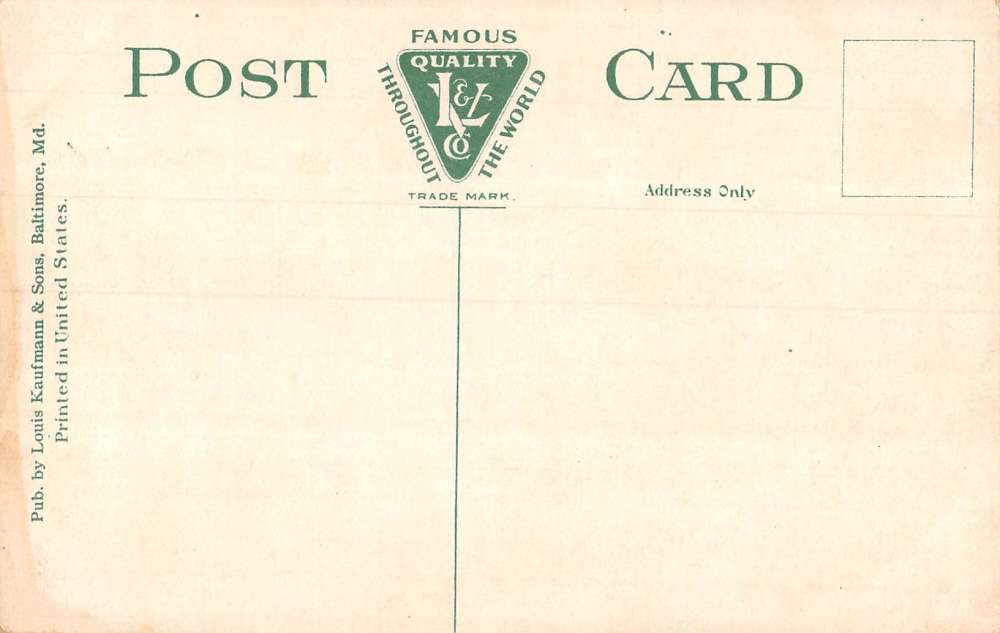 FAMOUS
POST CARD
QUALITY
THROUGHOUT
THE WORLD
K & L
Co
TRADE MARK.
Address Only
Pub. by Louis Kaufmann & Sons, Baltimore, Md.
Printed in United States.